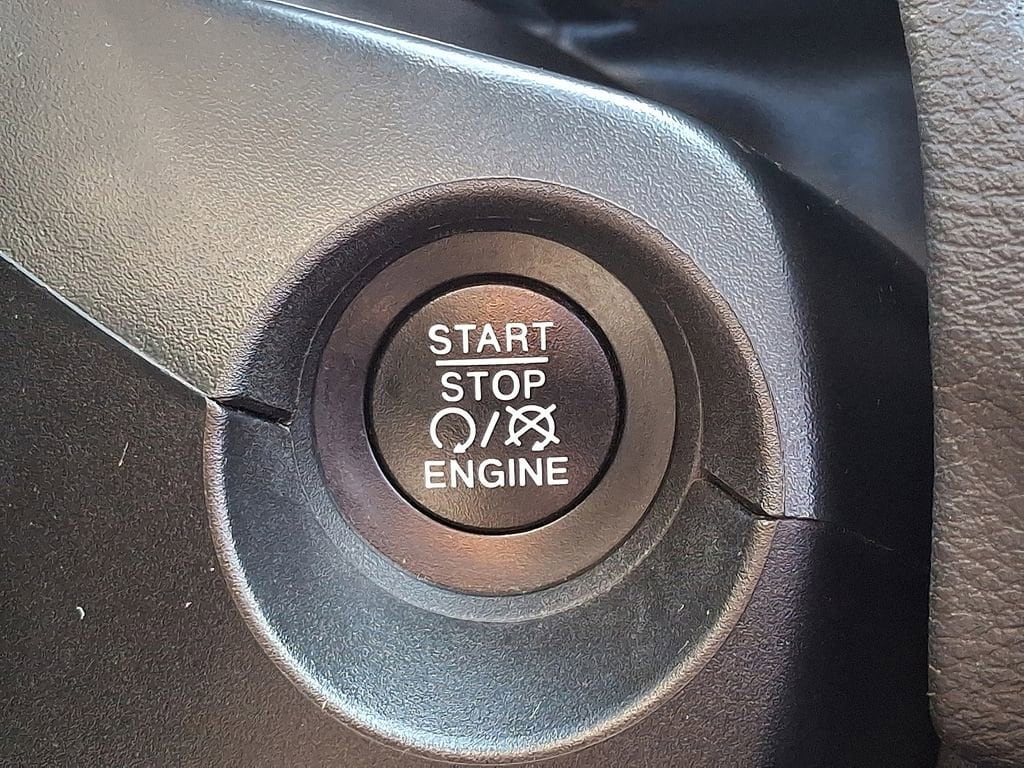 START
STOP
/
ENGINE